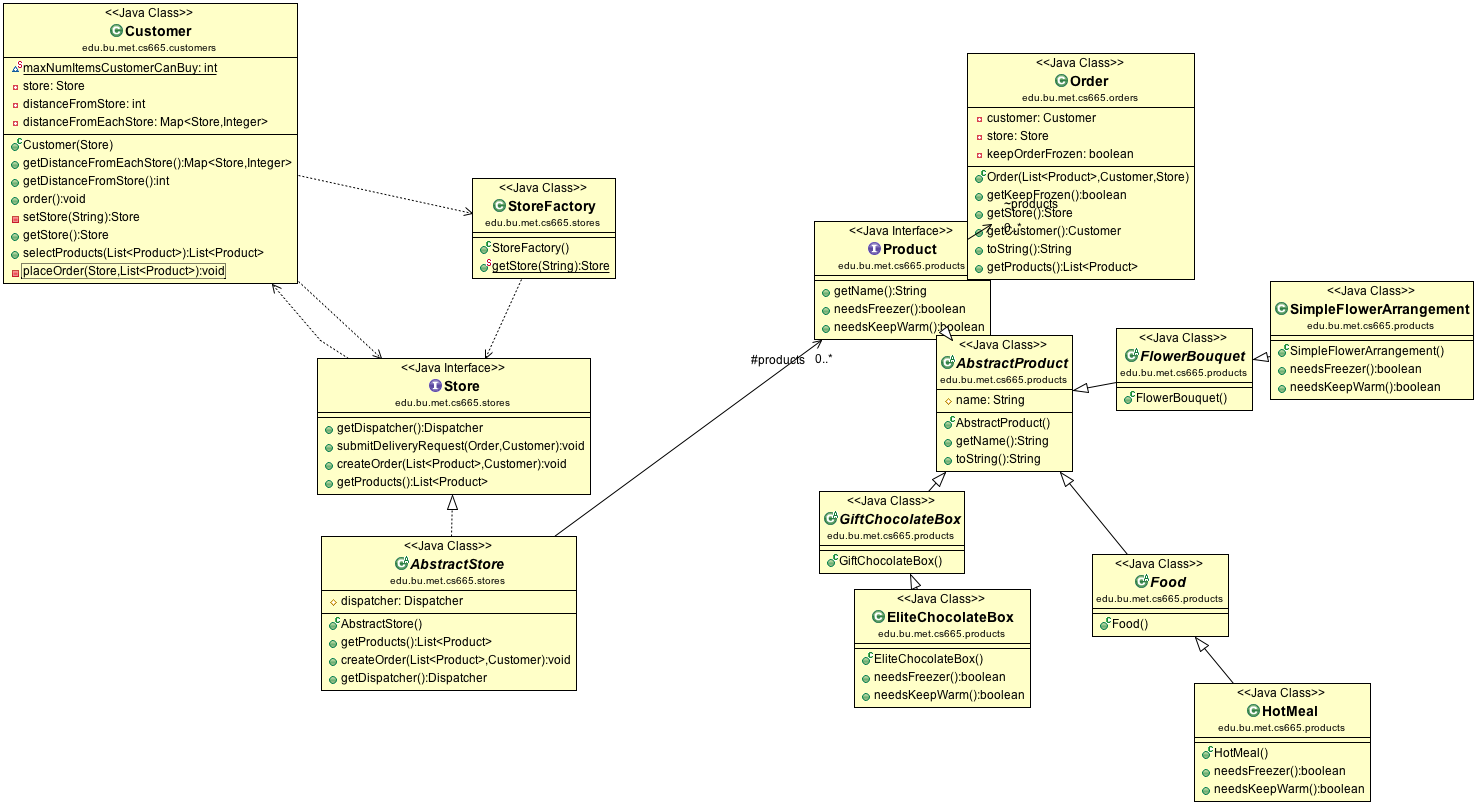 <<Java Class>>
Customer
edu.bu.met.cs665.customers
maxNumItemsCustomerCanBuy: int
store: Store
distanceFromStore: int
distanceFromEachStore: Map<Store,Integer>
Customer(Store)
getDistanceFromEachStore():Map<Store,Integer>
getDistanceFromStore():int
order():void
setStore(String):Store
getStore():Store
selectProducts(List<Product>):List<Product>
placeOrder(Store,List<Product>):void
<<Java Class>>
StoreFactory
edu.bu.met.cs665.stores
StoreFactory()
getStore(String):Store
<<Java Interface>>
Store
edu.bu.met.cs665.stores
getDispatcher():Dispatcher
submitDeliveryRequest(Order,Customer):void
createOrder(List<Product>,Customer):void
getProducts():List<Product>
<<Java Class>>
AbstractStore
edu.bu.met.cs665.stores
dispatcher: Dispatcher
AbstractStore()
getProducts():List<Product>
createOrder(List<Product>,Customer):void
getDispatcher():Dispatcher
#products 0..*
<<Java Class>>
Order
edu.bu.met.cs665.orders
customer: Customer
store: Store
keepOrderFrozen: boolean
Order(List<Product>,Customer,Store)
getKeepFrozen():boolean
~products
getStore():Store
0..*
getCustomer():Customer
toString():String
getProducts():List<Product>
<<Java Interface>>
Product
edu.bu.met.cs665.products
getName():String
needsFreezer():boolean
needsKeepWarm():boolean
<<Java Class>>
AbstractProduct
edu.bu.met.cs665.products
name: String
AbstractProduct()
getName():String
toString():String
<<Java Class>>
FlowerBouquet
edu.bu.met.cs665.products
FlowerBouquet()
<<Java Class>>
SimpleFlowerArrangement
edu.bu.met.cs665.products
SimpleFlowerArrangement()
needsFreezer():boolean
needsKeepWarm():boolean
<<Java Class>>
GiftChocolateBox
edu.bu.met.cs665.products
GiftChocolateBox()
<<Java Class>>
EliteChocolateBox
edu.bu.met.cs665.products
EliteChocolateBox()
needsFreezer():boolean
needsKeepWarm():boolean
<<Java Class>>
Food
edu.bu.met.cs665.products
Food()
<<Java Class>>
HotMeal
edu.bu.met.cs665.products
HotMeal()
needsFreezer():boolean
needsKeepWarm():boolean